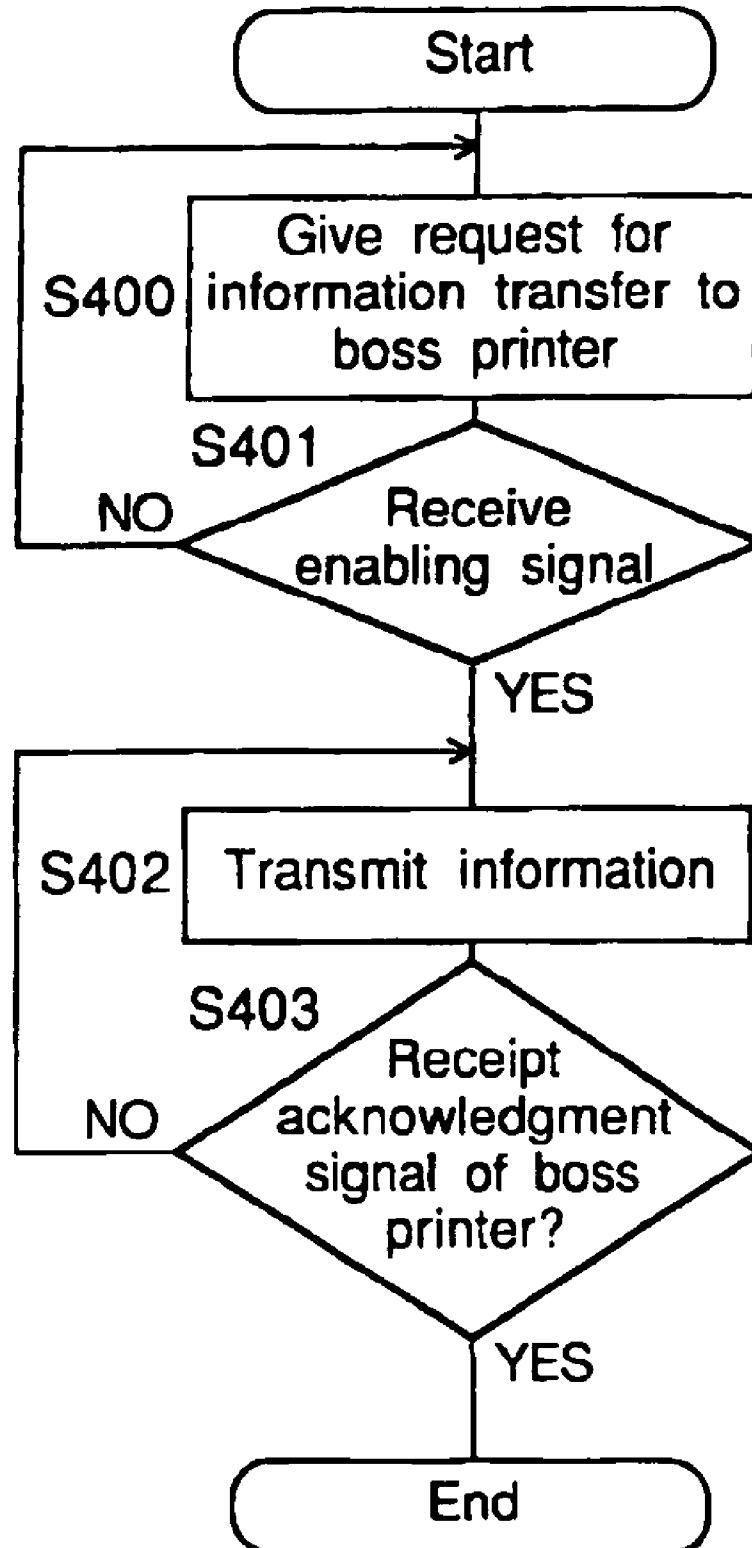 Start
Give request for
S400
information transfer to
boss printer
S401
NO
Receive
enabling signal
YES
S402
Transmit information
S403
Receipt
NO
acknowledgment
signal of boss
printer?
YES
End